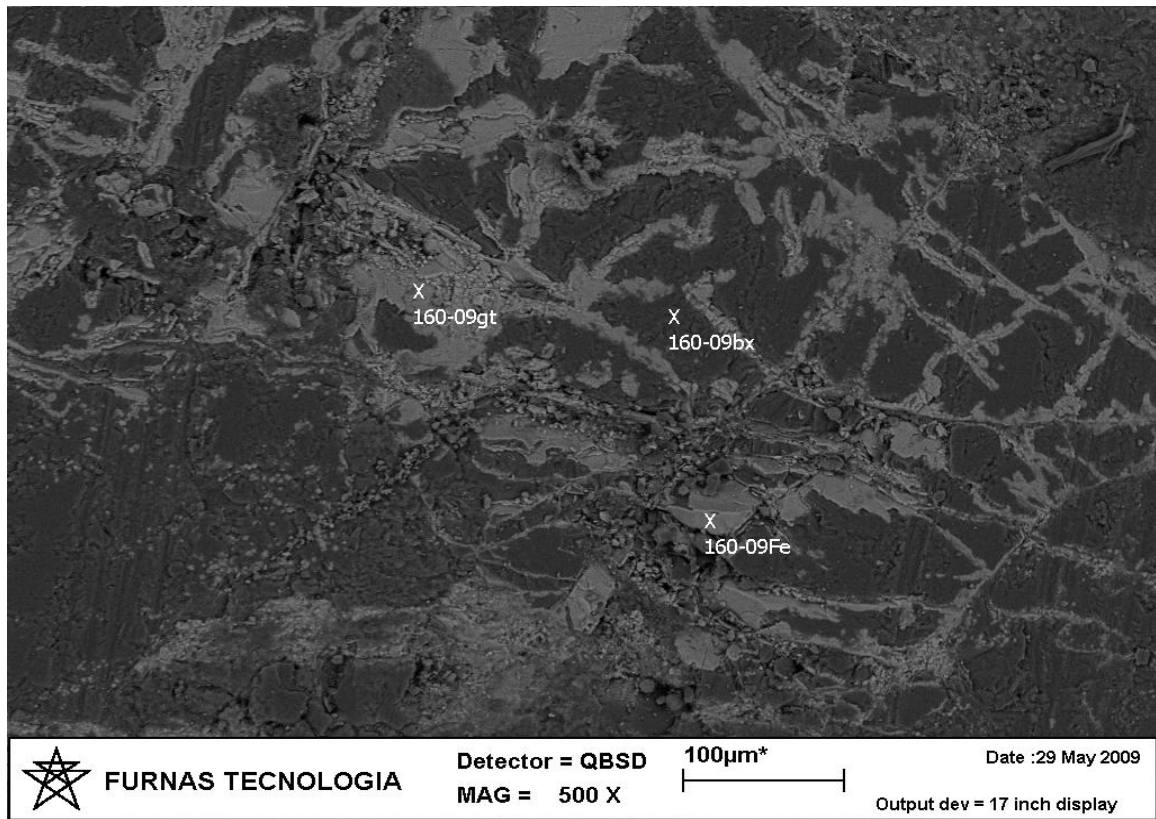 X
160-09gt
X
160-09bx
X
160-09Fe
FURNAS TECNOLOGIA
Detector = QBSD
MAG = 500 X
100µm*
Date :29 May 2009
Output dev = 17 inch display